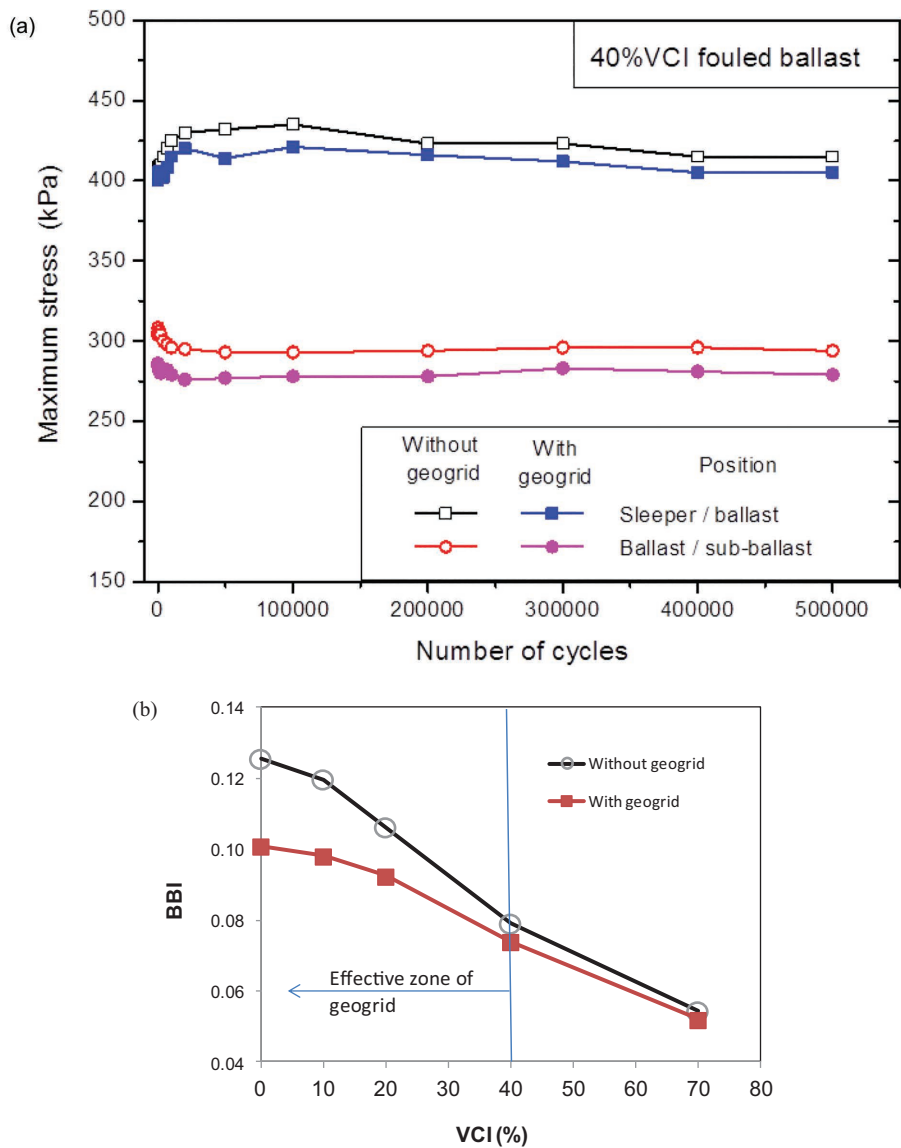 (a)
500
450
400
350
300
250
200
150
Maximum stress (kPa)
40%VCI fouled ballast
Without
geogrid
With
geogrid
Position
Sleeper / ballast
Ballast / sub-ballast
0
100000
200000
300000
400000
500000
Number of cycles
(b)
0.14
0.12
0.10
0.08
0.06
0.04
BBI
Without geogrid
With geogrid
Effective zone of
geogrid
0
10
20
30
40
50
60
70
80
VCI (%)